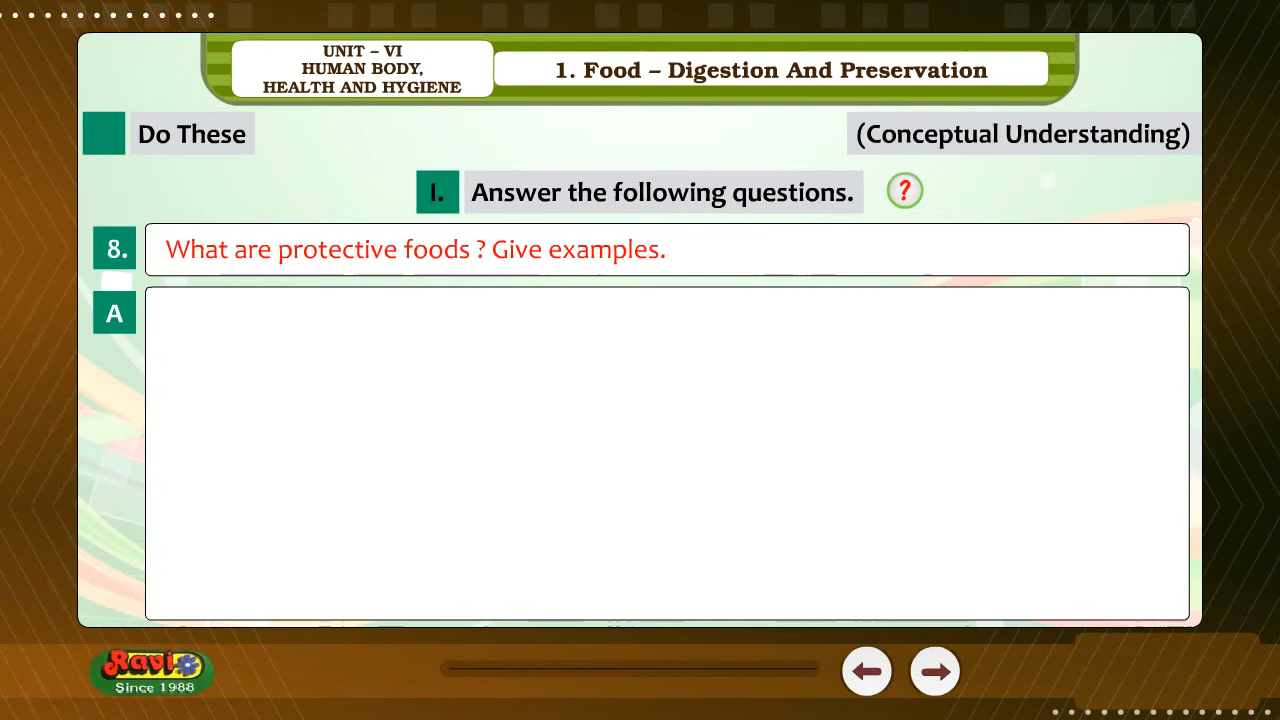 UNIT – VI
HUMAN BODY,
HEALTH AND HYGIENE
1. Food – Digestion And Preservation
Do These
(Conceptual Understanding)
I. Answer the following questions. ?
8. What are protective foods ? Give examples.
A
Ravi
Since 1988